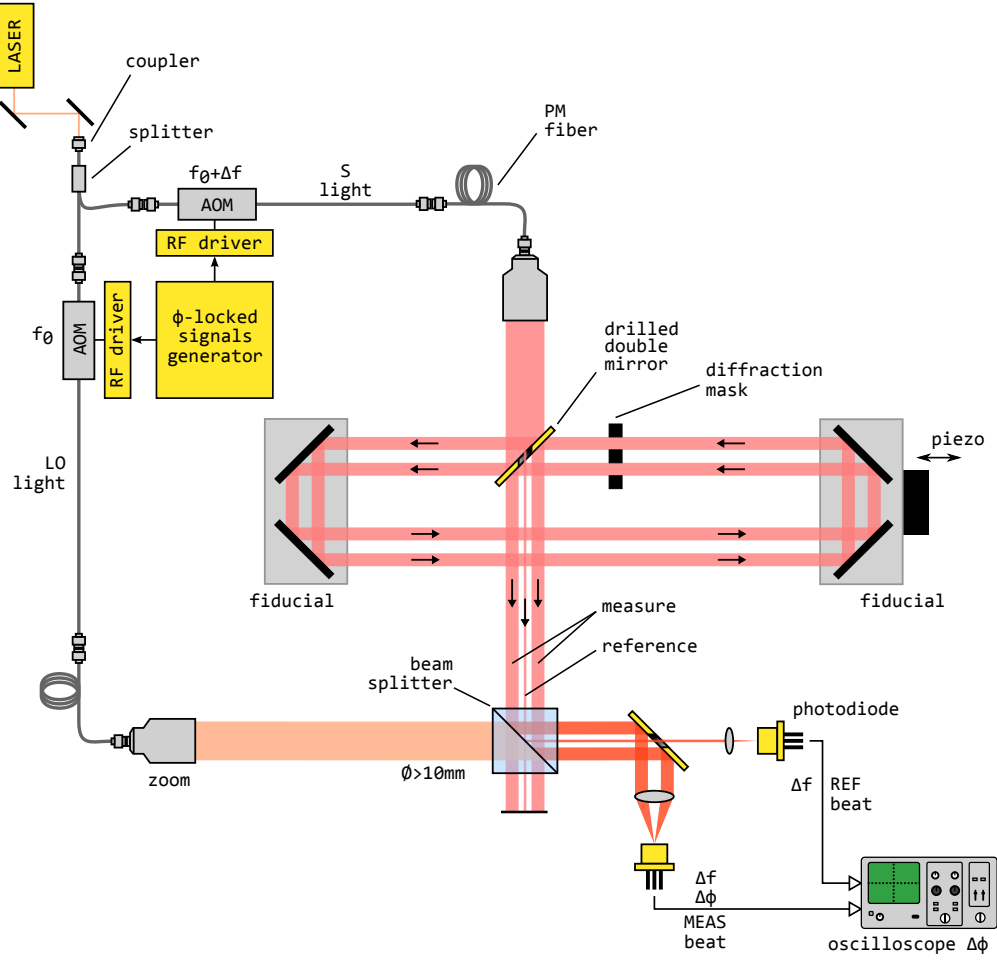 LASER
coupler
splitter
PM
fiber
f0+Δf
S
light
AOM
RF driver
ϕ-locked
signals
generator
f0
AOM
RF driver
drilled
double
mirror
diffraction
mask
piezo
LO
light
fiducial
fiducial
measure
reference
beam
splitter
photodiode
zoom
Ø>10mm
Δf
REF
beat
Δf
Δϕ
MEAS
beat
oscilloscope Δϕ